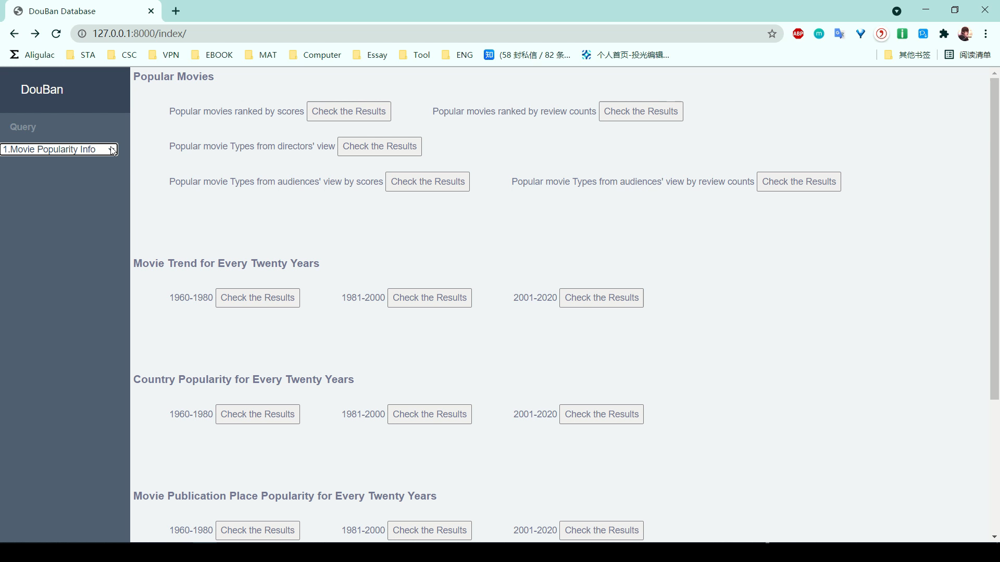 DouBan Database
127.0.0.1:8000/index/
Aligulac STA CSC VPN EBOOK MAT Computer Essay Tool ENG 知 (58 封私信 / 82 条... 个人首页-投光编辑... 其他书签 阅读清单
DouBan
Query
1.Movie Popularity Info
Popular Movies
Popular movies ranked by scores Check the Results Popular movies ranked by review counts Check the Results
Popular movie Types from directors' view Check the Results
Popular movie Types from audiences' view by scores Check the Results Popular movie Types from audiences' view by review counts Check the Results
Movie Trend for Every Twenty Years
1960-1980 Check the Results 1981-2000 Check the Results 2001-2020 Check the Results
Country Popularity for Every Twenty Years
1960-1980 Check the Results 1981-2000 Check the Results 2001-2020 Check the Results
Movie Publication Place Popularity for Every Twenty Years
1960-1980 Check the Results 1981-2000 Check the Results 2001-2020 Check the Results